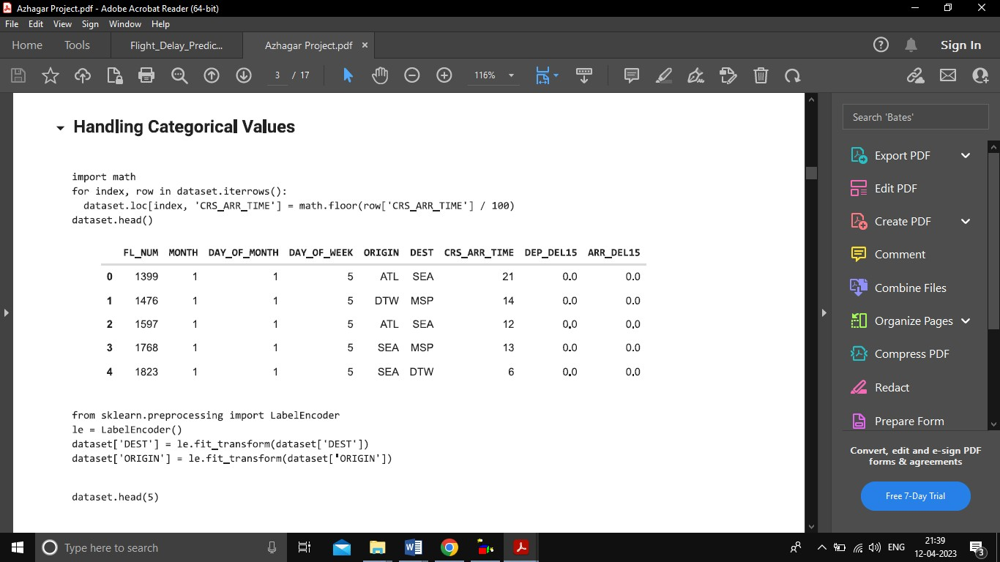 Azhagar Project.pdf - Adobe Acrobat Reader (64-bit)
File Edit View Sign Window Help
Home Tools Flight_Delay_Predic... Azhagar Project.pdf × Sign In
3 / 17 116%
Handling Categorical Values
import math
for index, row in dataset.iterrows():
dataset.loc[index, 'CRS_ARR_TIME'] = math.floor(row['CRS_ARR_TIME'] / 100)
dataset.head()
FL_NUM MONTH DAY_OF_MONTH DAY_OF_WEEK ORIGIN DEST CRS_ARR_TIME DEP_DEL15 ARR_DEL15
0 1399 1 1 5 ATL SEA 21 0.0 0.0
1 1476 1 1 5 DTW MSP 14 0.0 0.0
2 1597 1 1 5 ATL SEA 12 0.0 0.0
3 1768 1 1 5 SEA MSP 13 0.0 0.0
4 1823 1 1 5 SEA DTW 6 0.0 0.0
from sklearn.preprocessing import LabelEncoder
le = LabelEncoder()
dataset['DEST'] = le.fit_transform(dataset['DEST'])
dataset['ORIGIN'] = le.fit_transform(dataset['ORIGIN'])
dataset.head(5)
Search 'Bates'
Export PDF
Edit PDF
Create PDF
Comment
Combine Files
Organize Pages
Compress PDF
Redact
Prepare Form
Convert, edit and e-sign PDF
forms & agreements
Free 7-Day Trial
Type here to search
ENG
21:39
12-04-2023
3